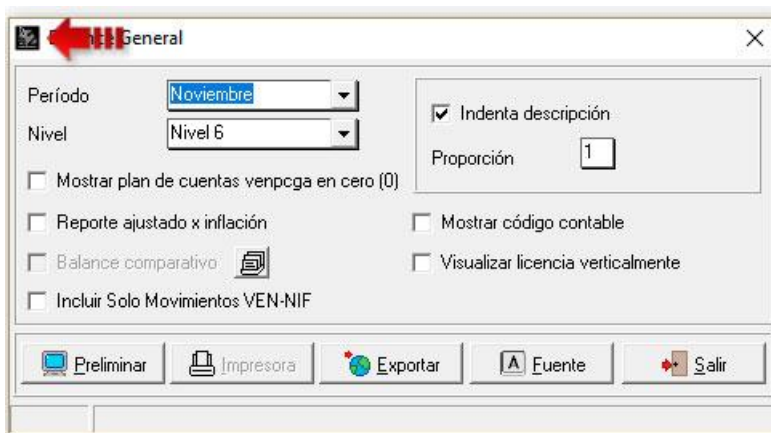 General
Período Noviembre
Nivel Nivel 6
Indenta descripción
Proporción 1
Mostrar plan de cuentas venpcga en cero (0)
Reporte ajustado x inflación
Mostrar código contable
Balance comparativo
Visualizar licencia verticalmente
Incluir Solo Movimientos VEN-NIF
Preliminar Impresora Exportar A Fuente Salir